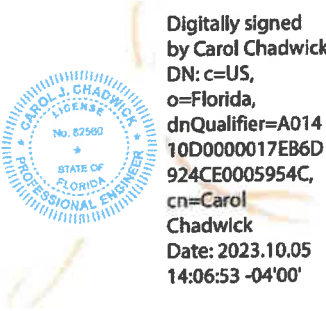 CAROL J. CHADWICK
LICENSE
No. 82560
STATE OF
FLORIDA
PROFESSIONAL ENGINEER
Digitally signed
by Carol Chadwick
DN: c=US,
o=Florida,
dnQualifier=A014
10D0000017EB6D
924CE0005954C,
cn=Carol
Chadwick
Date: 2023.10.05
14:06:53 -04'00'